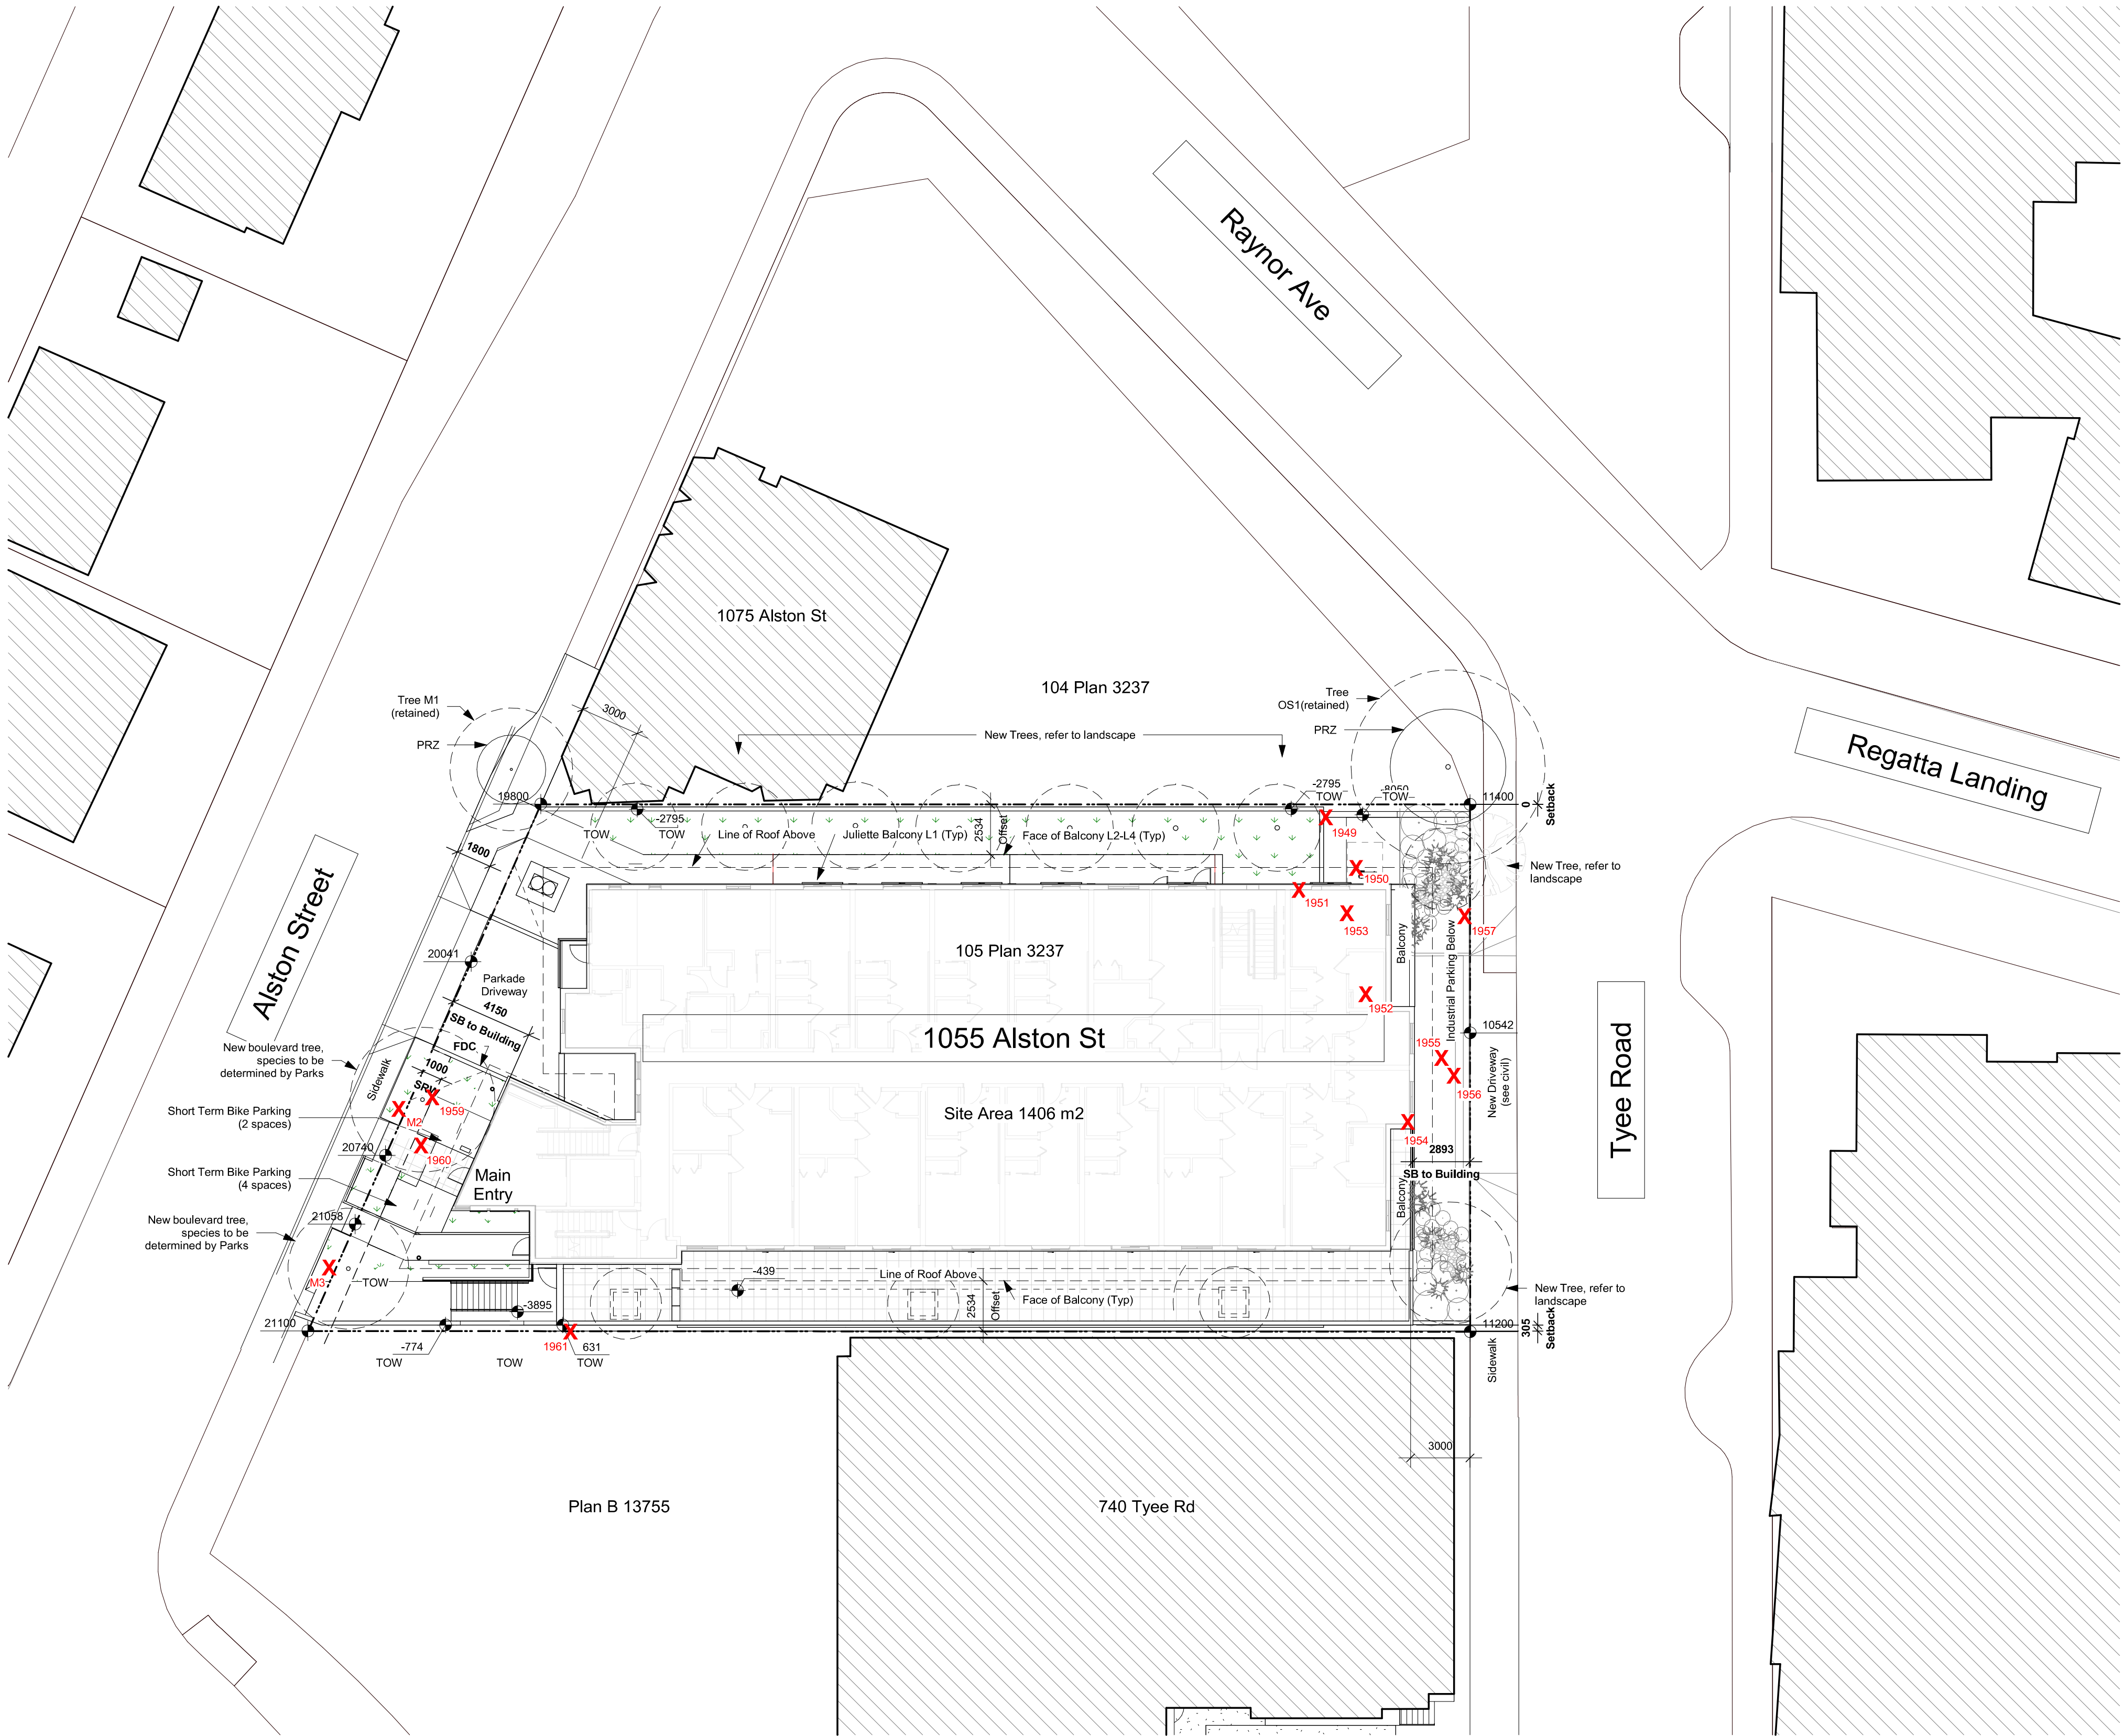 Raynor Ave
1075 Alston St
104 Plan 3237
Tree M1
(retained)
PRZ
3000
Tree
OS1(retained)
PRZ
New Trees, refer to landscape
Regatta Landing
19800
-2795
TOW
TOW
Line of Roof Above
Juliette Balcony L1 (Typ)
2534
Offset
Face of Balcony L2-L4 (Typ)
-2795
TOW
-8050
TOW
11400
0
Setback
1949
1800
1950
New Tree, refer to
landscape
1951
1953
1957
Alston Street
20041
Parkade
Driveway
105 Plan 3237
Balcony
Industrial Parking Below
4150
SB to Building
1952
10542
1055 Alston St
FDC
New boulevard tree,
species to be
determined by Parks
Sidewalk
1000
SRW
1955
1956
New Driveway
(see civil)
Tyee Road
Short Term Bike Parking
(2 spaces)
1959
M2
Site Area 1406 m2
1954
20740
1960
2893
SB to Building
Short Term Bike Parking
(4 spaces)
Main
Entry
Balcony
21058
New boulevard tree,
species to be
determined by Parks
M3
TOW
-439
Line of Roof Above
2534
Offset
Face of Balcony (Typ)
New Tree, refer to
landscape
-3895
21100
11200
305
Setback
-774
TOW
TOW
1961
631
TOW
Sidewalk
3000
Plan B 13755
740 Tyee Rd